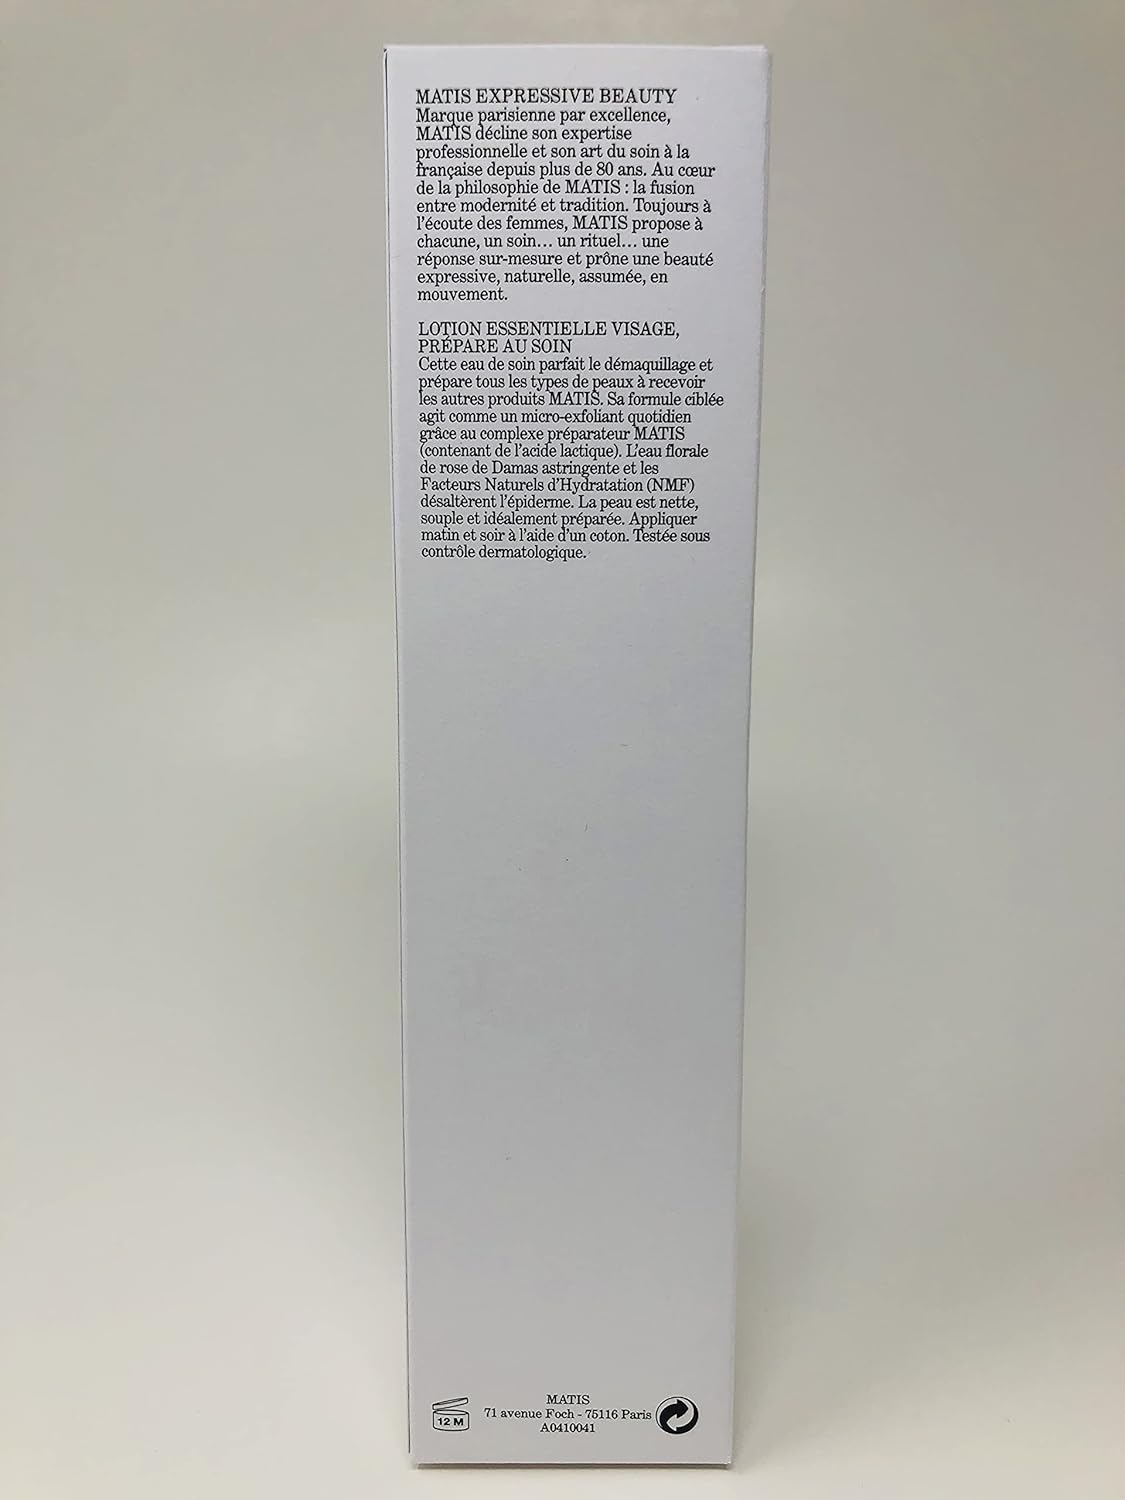 MATIS EXPRESSIVE BEAUTY
Marque parisienne par excellence,
MATIS décline son expertise
professionnelle et son art du soin à la
française depuis plus de 80 ans. Au cœur
de la philosophie de MATIS : la fusion
entre modernité et tradition. Toujours à
l'écoute des femmes, MATIS propose à
chacune, un soin... un rituel... une
réponse sur-mesure et prône une beauté
expressive, naturelle, assumée, en
mouvement.
LOTION ESSENTIELLE VISAGE,
PRÉPARE AU SOIN
Cette eau de soin parfait le démaquillage et
prépare tous les types de peaux à recevoir
les autres produits MATIS. Sa formule ciblée
agit comme un micro-exfoliant quotidien
grâce au complexe préparateur MATIS
(contenant de l'acide lactique). L'eau florale
de rose de Damas astringente et les
Facteurs Naturels d'Hydratation (NMF)
désaltèrent l'épiderme. La peau est nette,
souple et idéalement préparée. Appliquer
matin et soir à l'aide d'un coton. Testée sous
contrôle dermatologique.
MATIS
71 avenue Foch - 75116 Paris
A0410041
12 M